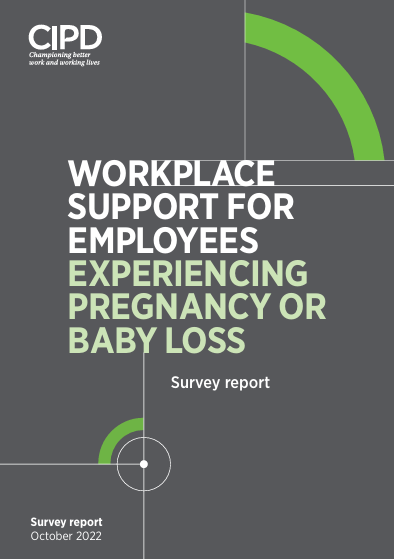 CIPD
Championing better
work and working lives
WORKPLACE
SUPPORT FOR
EMPLOYEES
EXPERIENCING
PREGNANCY OR
BABY LOSS
Survey report
Survey report
October 2022